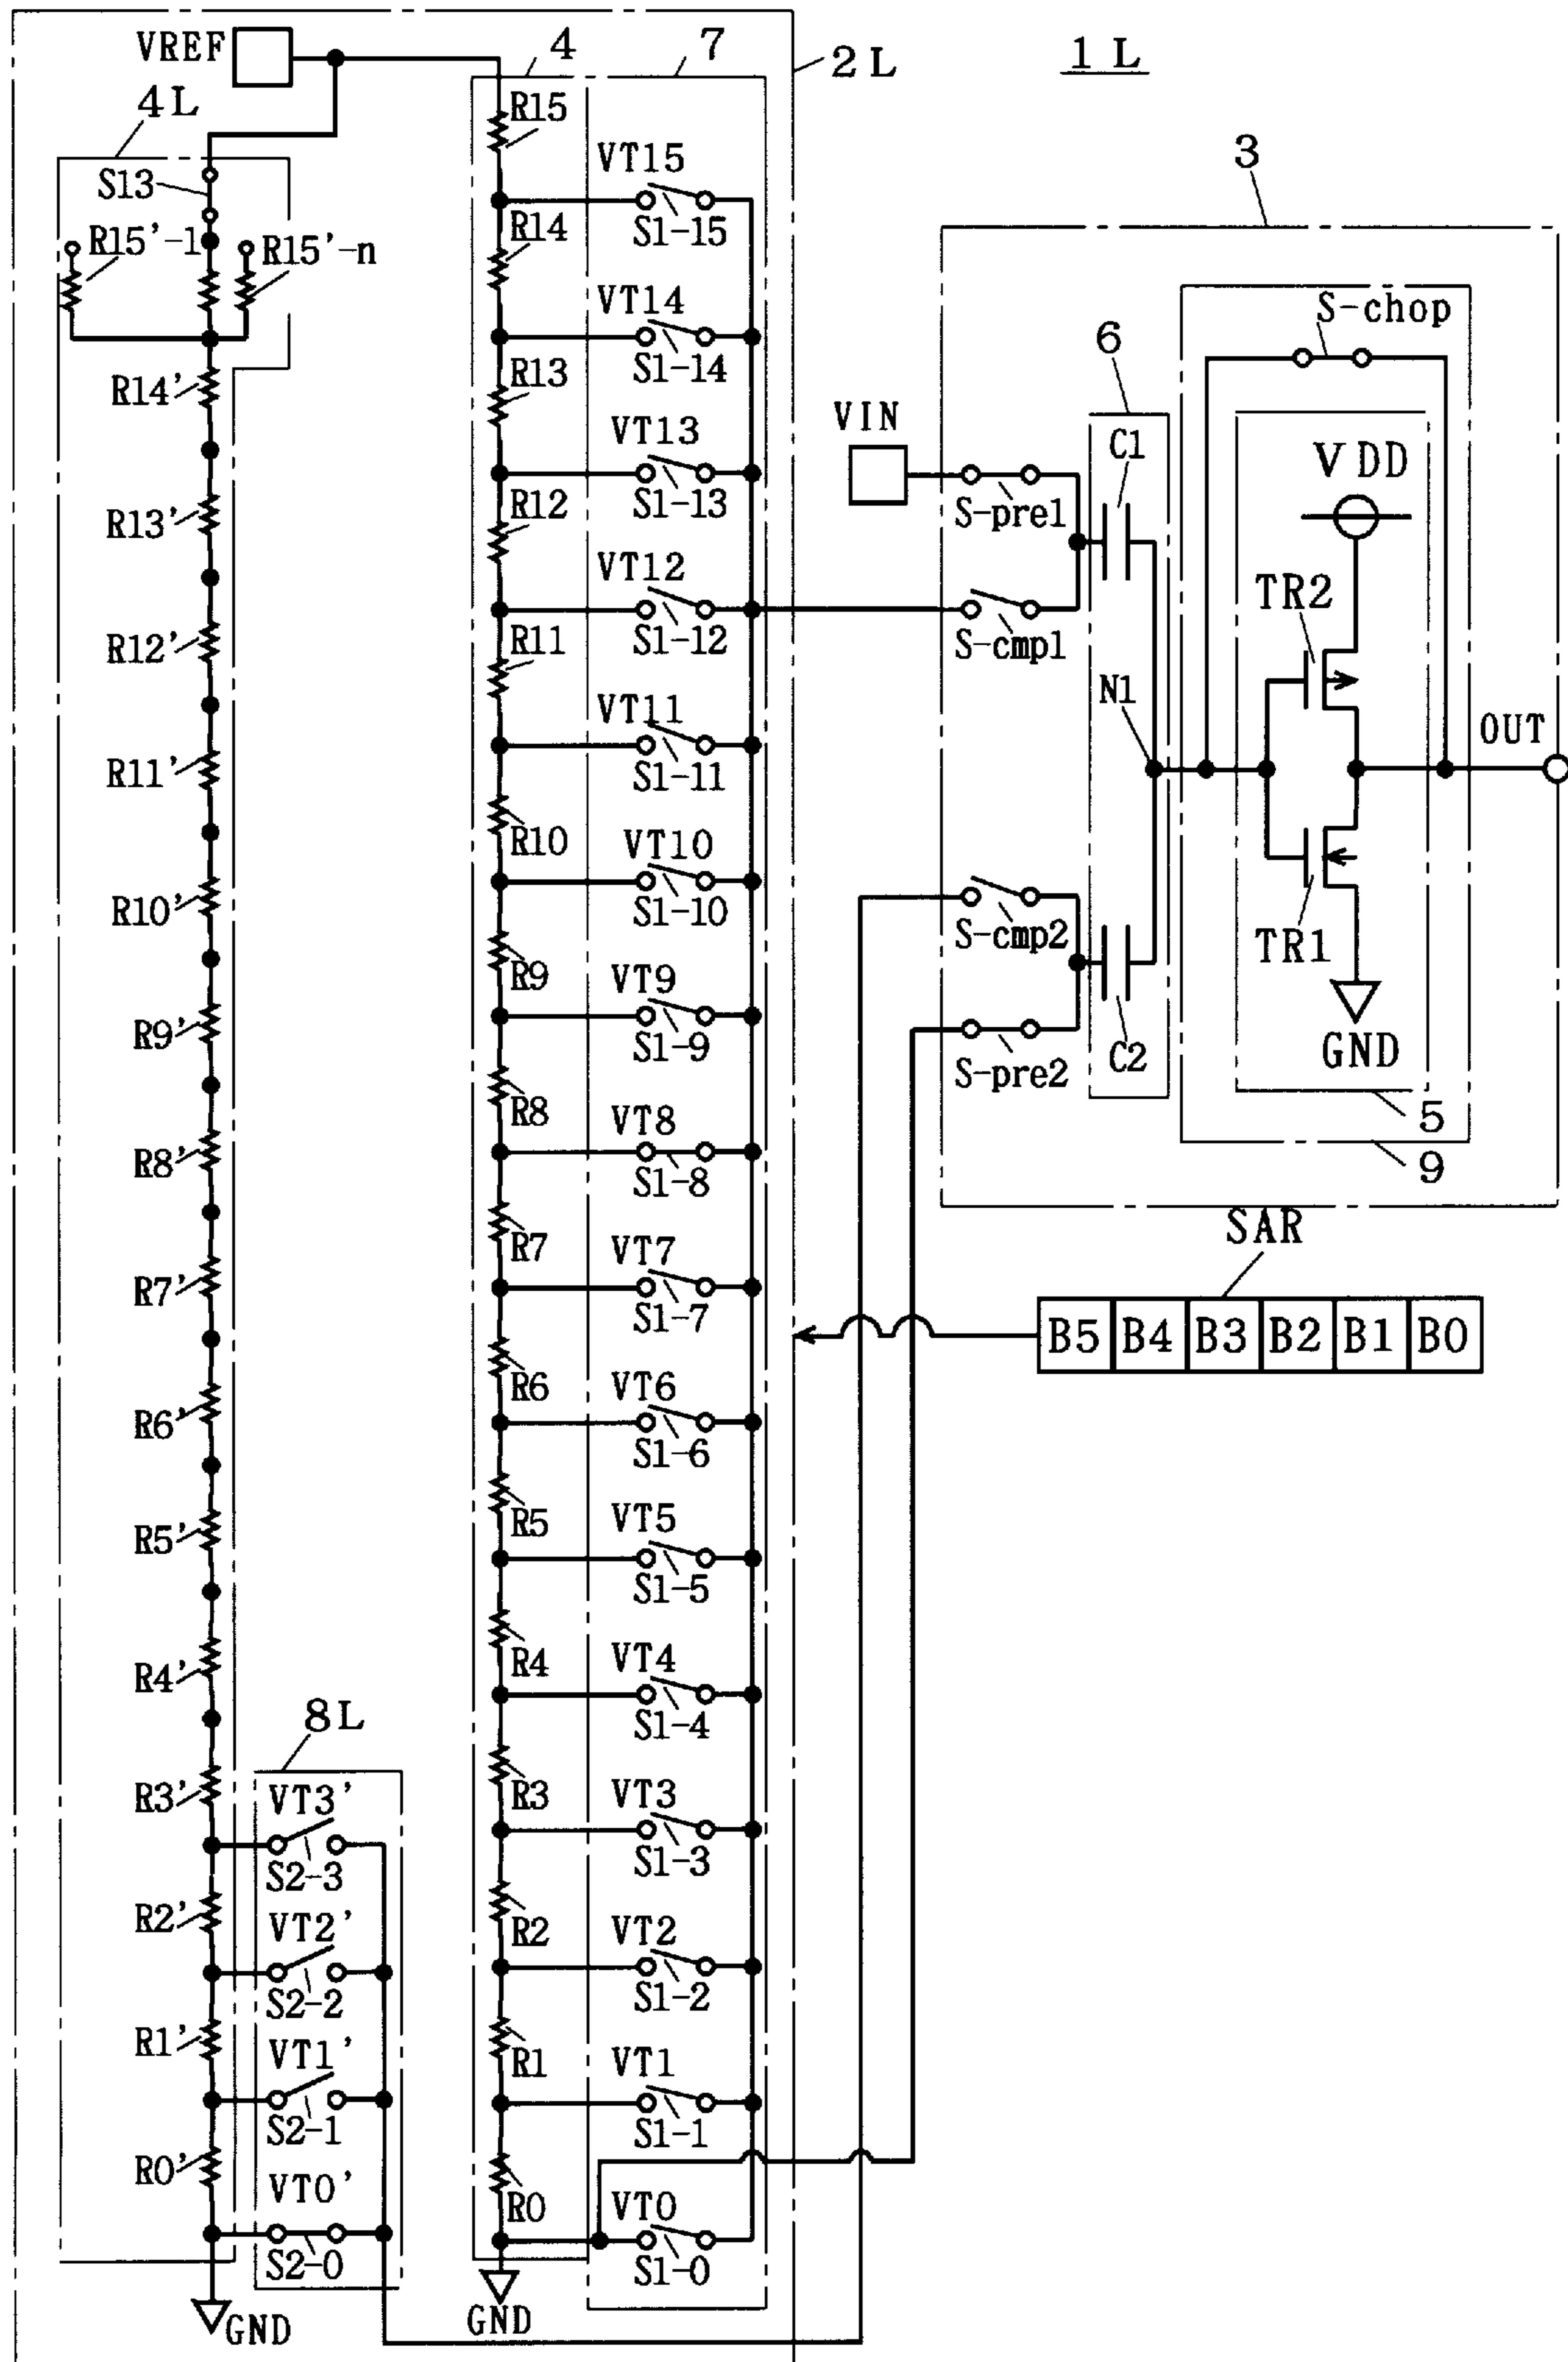 VREF
4
7
2L
1L
4L
S13
R15'-1
R15'-n
R14'
R13'
R12'
R11'
R10'
R9'
R8'
R7'
R6'
R5'
R4'
R3'
R2'
R1'
R0'
GND
8L
VT3'
S2-3
VT2'
S2-2
VT1'
S2-1
VT0'
S2-0
R15
R14
R13
R12
R11
R10
R9
R8
R7
R6
R5
R4
R3
R2
R1
R0
GND
VT15
S1-15
VT14
S1-14
VT13
S1-13
VT12
S1-12
VT11
S1-11
VT10
S1-10
VT9
S1-9
VT8
S1-8
VT7
S1-7
VT6
S1-6
VT5
S1-5
VT4
S1-4
VT3
S1-3
VT2
S1-2
VT1
S1-1
VT0
S1-0
3
S-chop
6
VIN
C1
VDD
S-pre1
TR2
S-cmp1
N1
OUT
S-cmp2
TR1
S-pre2
C2
GND
5
9
SAR
B5 B4 B3 B2 B1 B0